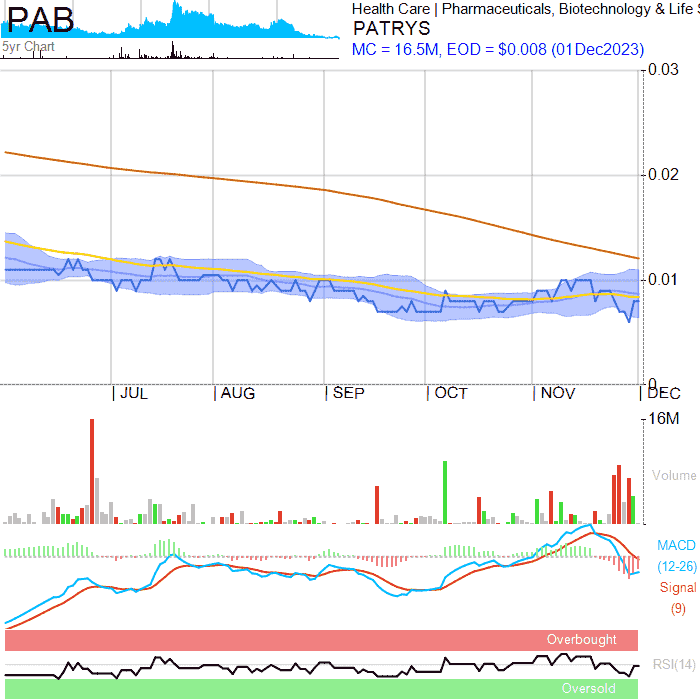 PAB
5yr Chart
Health Care | Pharmaceuticals, Biotechnology & Life S
PATRYS
MC = 16.5M, EOD = $0.008 (01Dec2023)
0.03
0.02
0.01
0
JUL
AUG
SEP
OCT
NOV
DEC
16M
Volume
MACD
(12-26)
Signal
(9)
Overbought
RSI(14)
Oversold